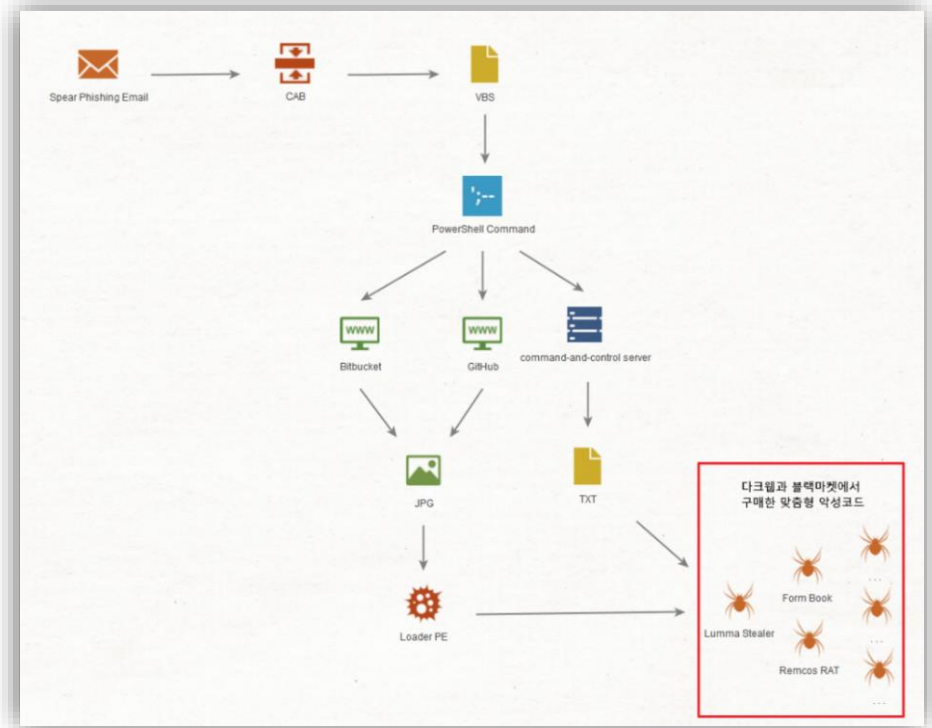 Spear Phishing Email
CAB
VBS
';--
PowerShell Command
www
www
Bitbucket
GitHub
command-and-control server
JPG
TXT
다크웹과 블랙마켓에서
구매한 맞춤형 악성코드
...
Form Book
Loader PE
Lumma Stealer
...
Remcos RAT
...